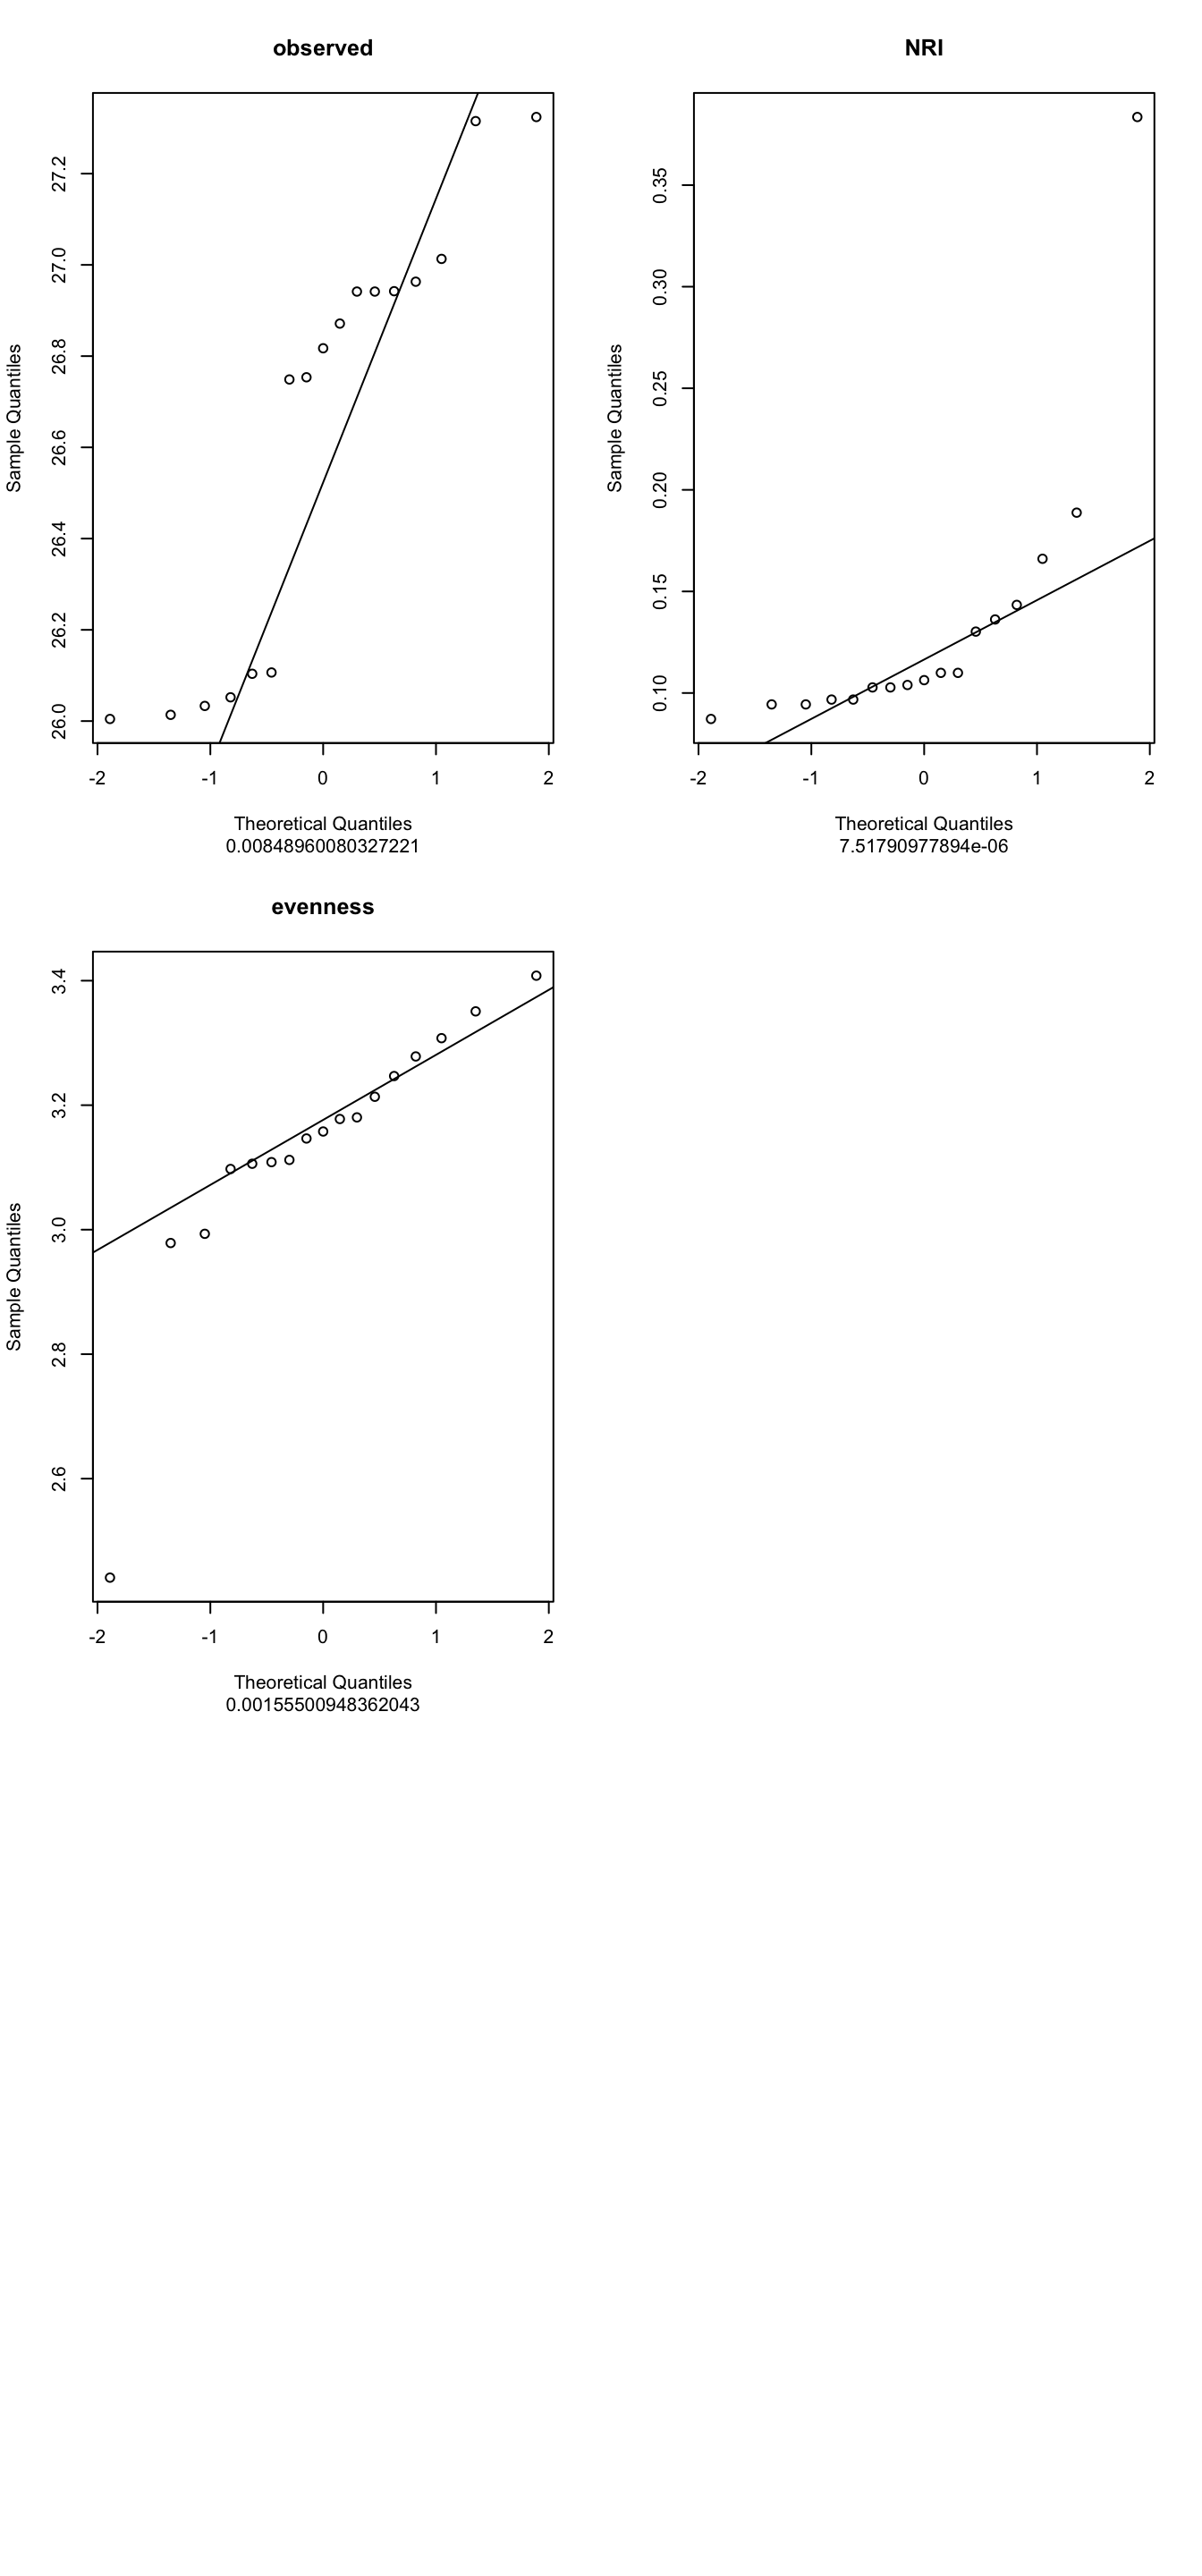 observed
Sample Quantiles
27.2
27.0
26.8
26.6
26.4
26.2
26.0
-2 -1 0 1 2
Theoretical Quantiles
0.00848960080327221
NRI
Sample Quantiles
0.35
0.30
0.25
0.20
0.15
0.10
-2 -1 0 1 2
Theoretical Quantiles
7.51790977894e-06
evenness
Sample Quantiles
3.4
3.2
3.0
2.8
2.6
-2 -1 0 1 2
Theoretical Quantiles
0.00155500948362043